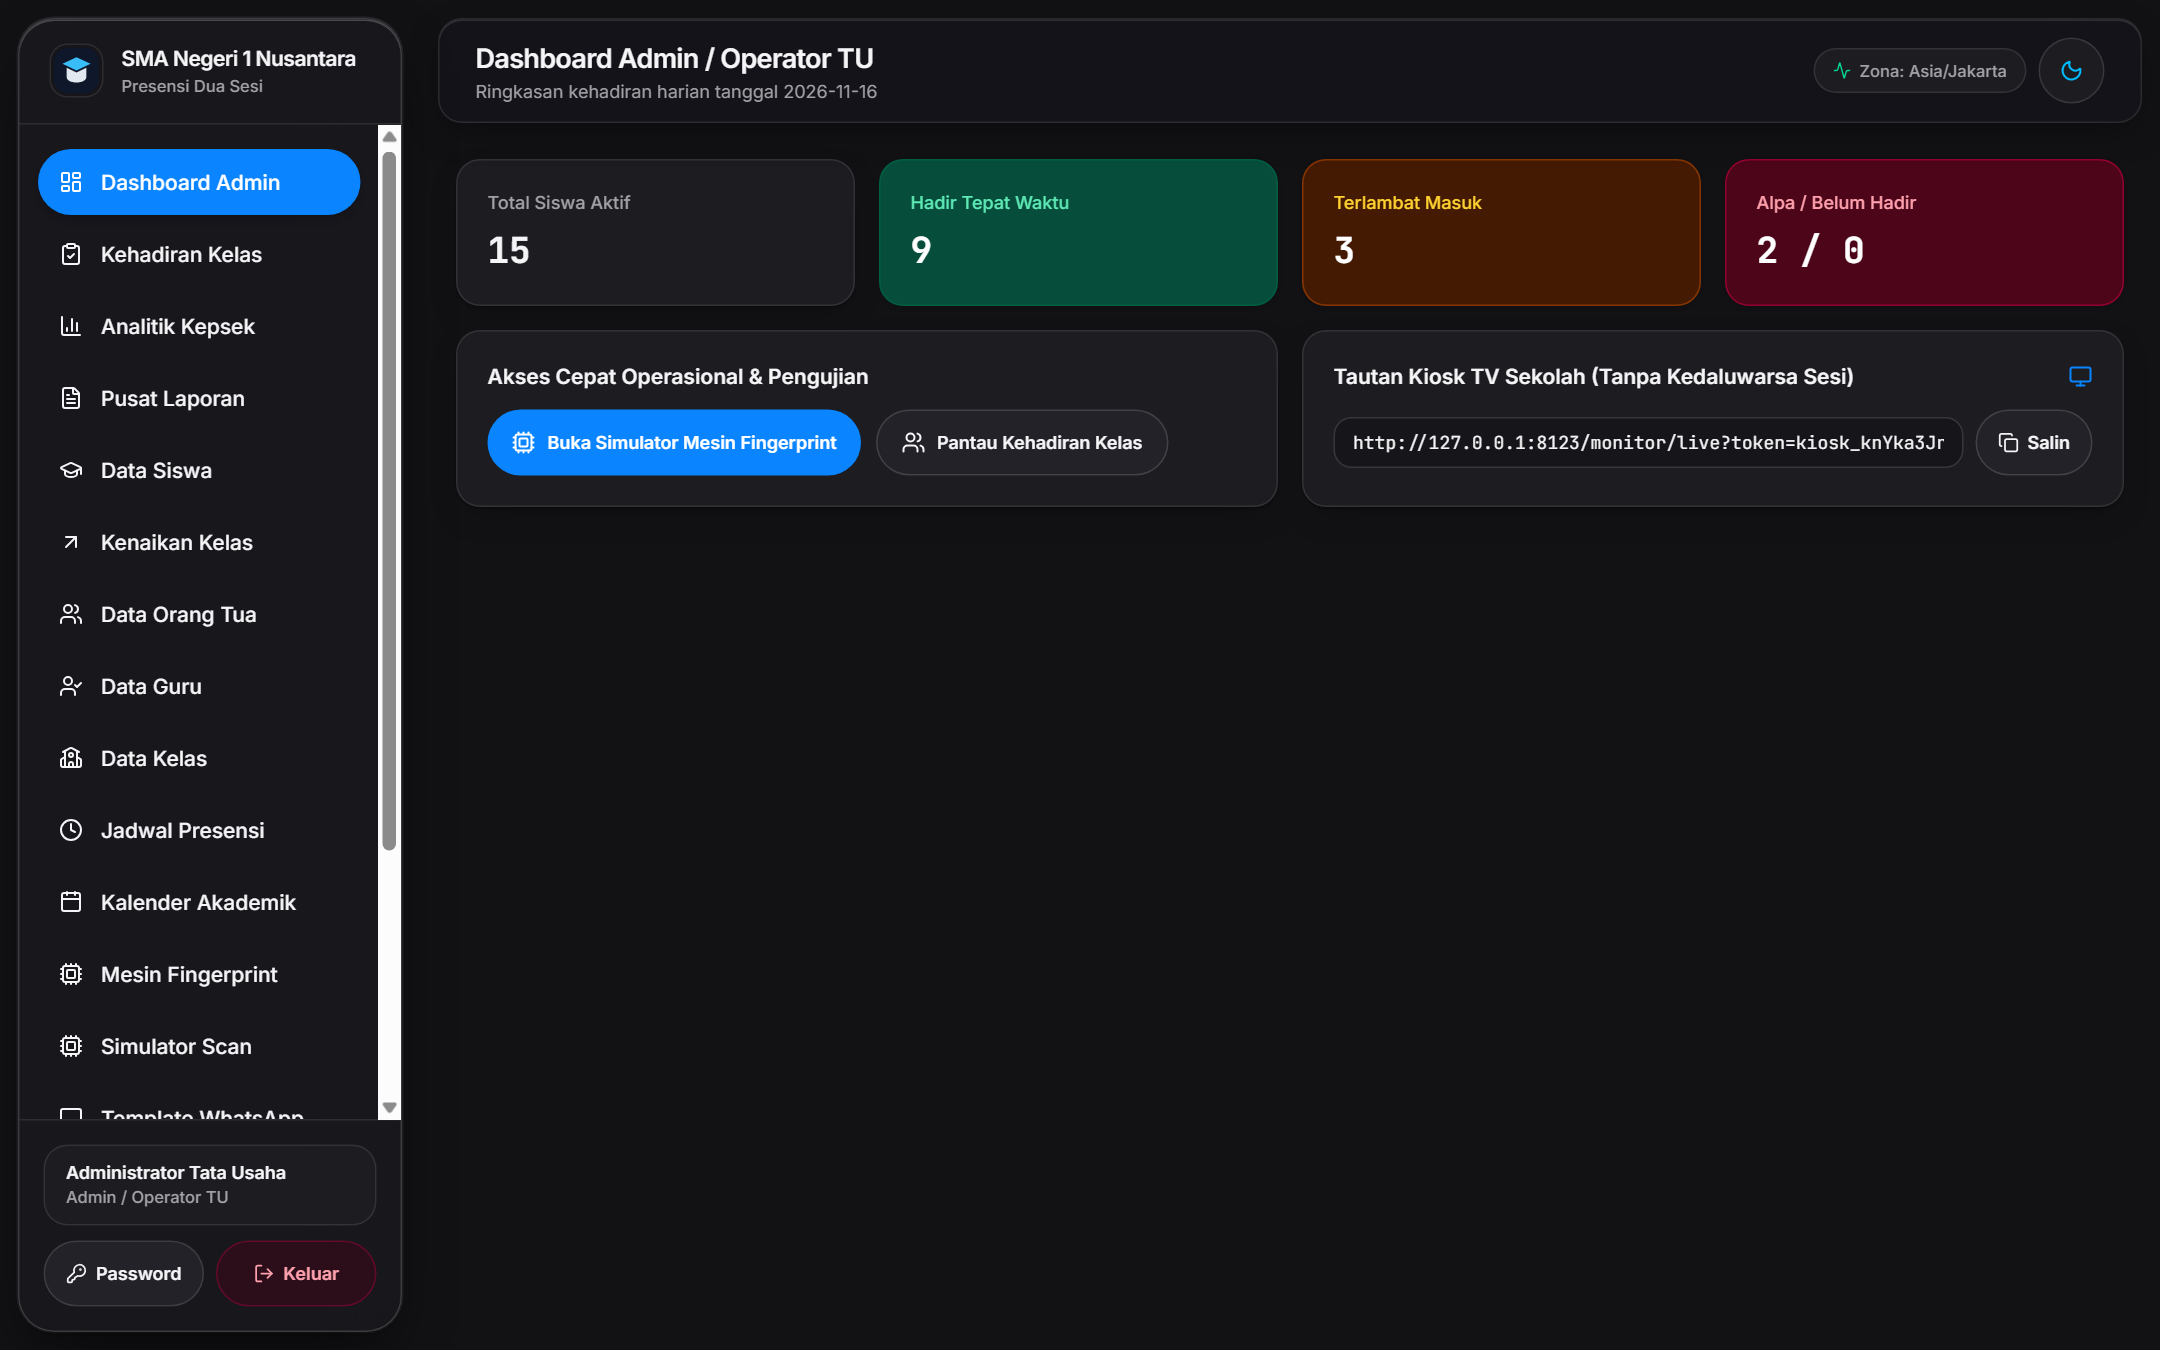 SMA Negeri 1 Nusantara
Presensi Dua Sesi
Dashboard Admin
Kehadiran Kelas
Analitik Kepsek
Pusat Laporan
Data Siswa
Kenaikan Kelas
Data Orang Tua
Data Guru
Data Kelas
Jadwal Presensi
Kalender Akademik
Mesin Fingerprint
Simulator Scan
Template WhatsApp
Administrator Tata Usaha
Admin / Operator TU
Password
Keluar
Dashboard Admin / Operator TU
Ringkasan kehadiran harian tanggal 2026-11-16
Zona: Asia/Jakarta
Total Siswa Aktif
15
Hadir Tepat Waktu
9
Terlambat Masuk
3
Alpa / Belum Hadir
2 / 0
Akses Cepat Operasional & Pengujian
Buka Simulator Mesin Fingerprint
Pantau Kehadiran Kelas
Tautan Kiosk TV Sekolah (Tanpa Kedaluwarsa Sesi)
http://127.0.0.1:8123/monitor/live?token=kiosk_knYka3Jr
Salin